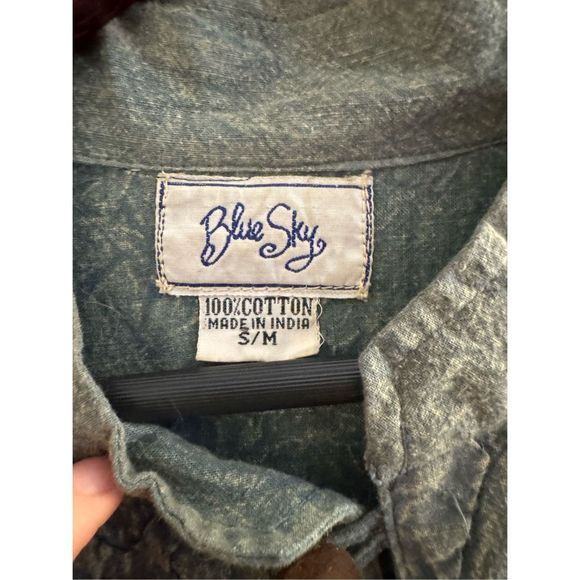 Blue Sky
100% COTTON
MADE IN INDIA
S/M